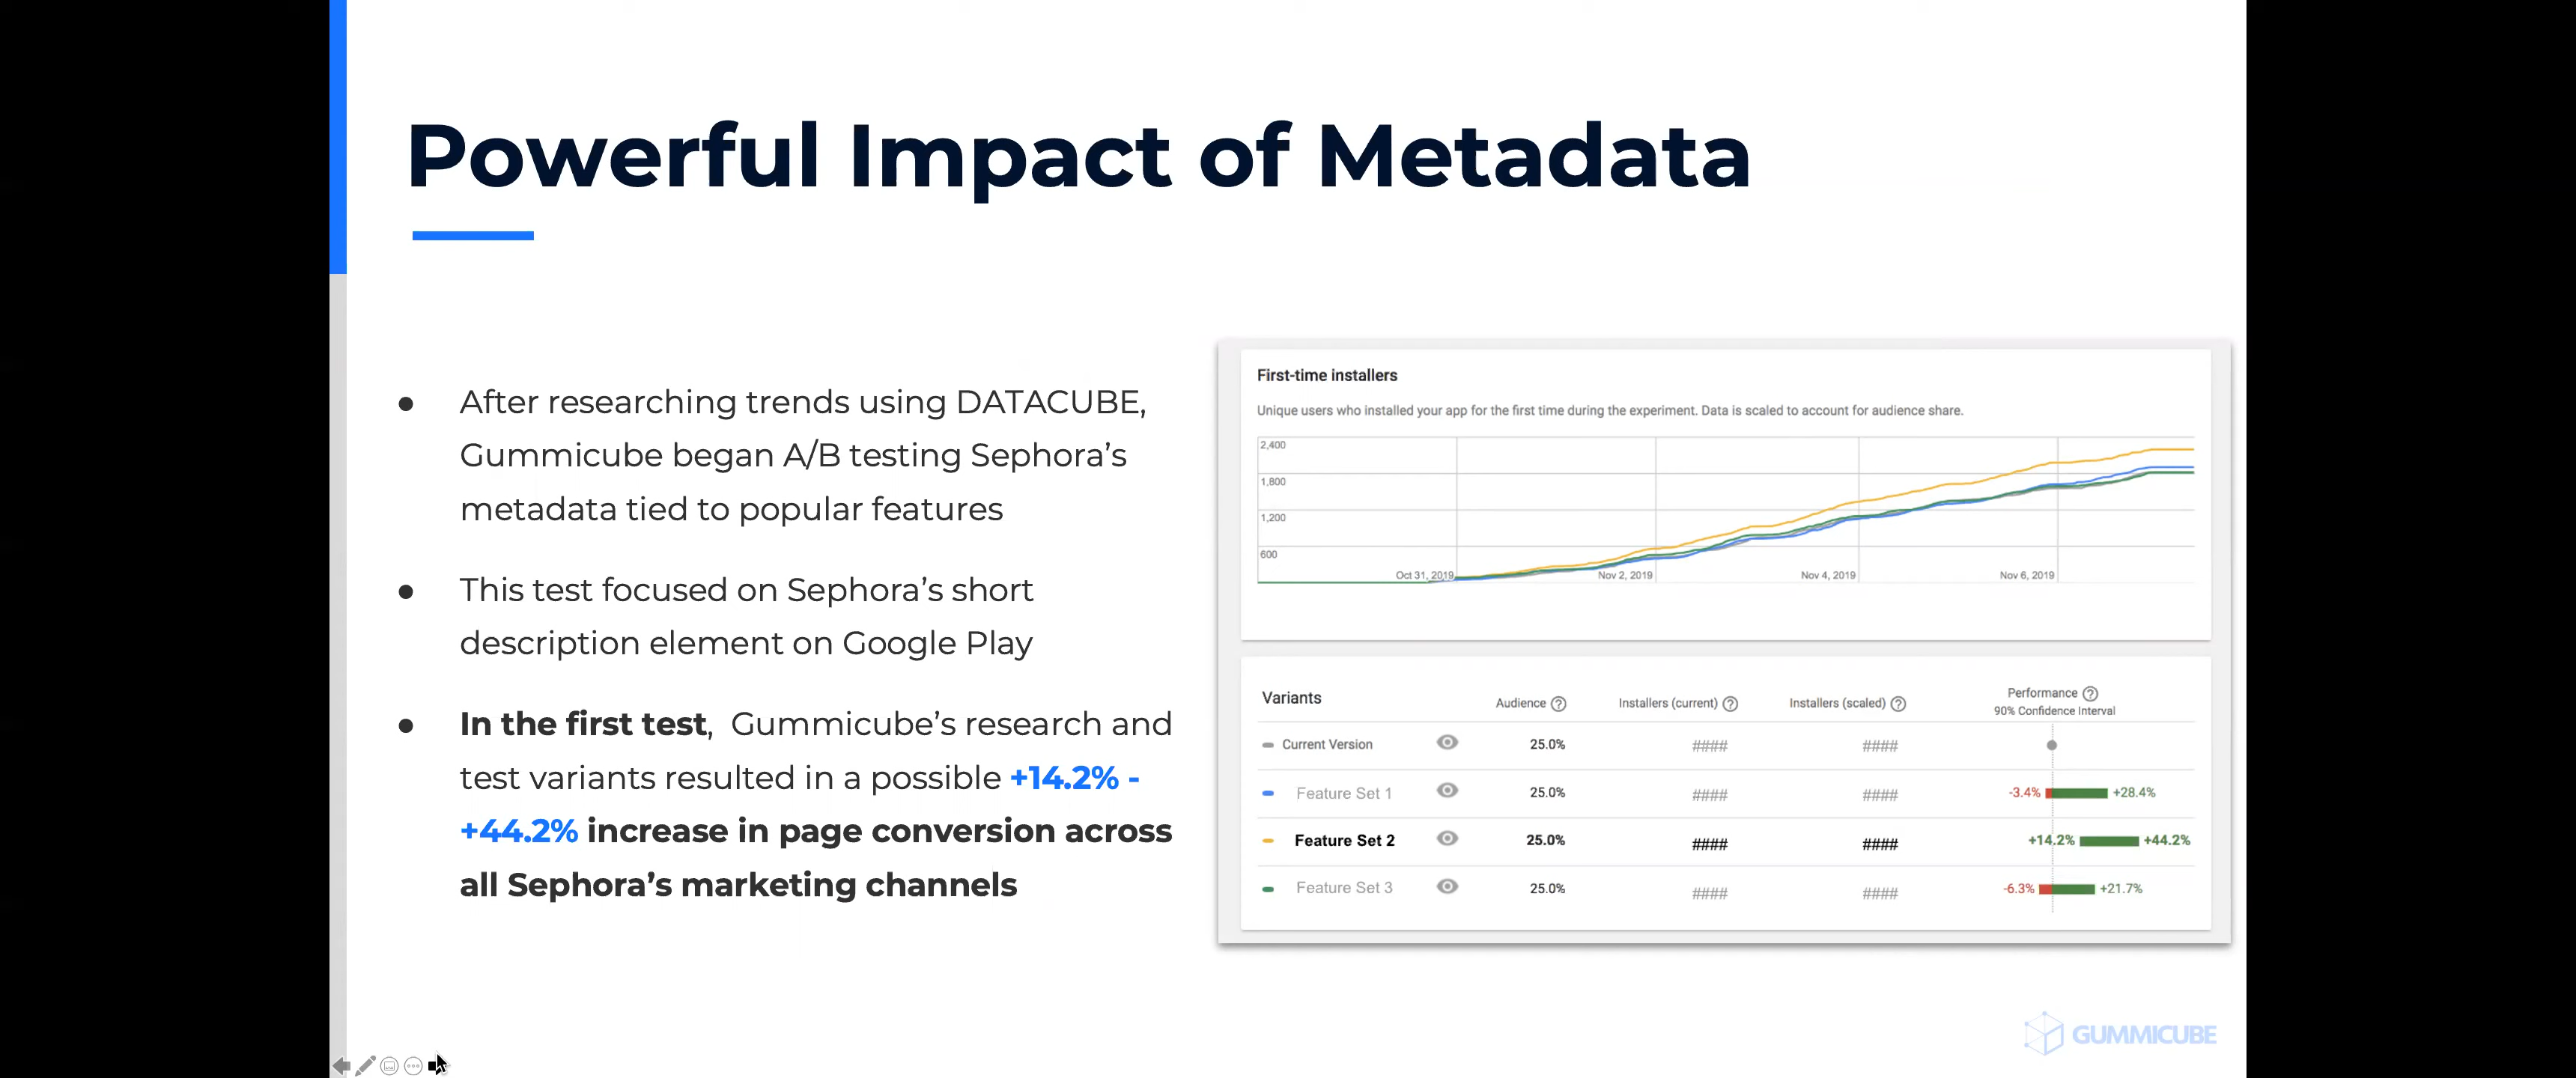 Powerful Impact of Metadata
● After researching trends using DATACUBE,
Gummicube began A/B testing Sephora's
metadata tied to popular features
● This test focused on Sephora's short
description element on Google Play
● In the first test,  Gummicube's research and
test variants resulted in a possible +14.2% -
+44.2% increase in page conversion across
all Sephora's marketing channels
First-time installers
Unique users who installed your app for the first time during the experiment. Data is scaled to account for audience share.
2,400
1,800
1,200
600
Oct 31, 2019 Nov 2, 2019 Nov 4, 2019 Nov 6, 2019
Variants Audience ? Installers (current) ? Installers (scaled) ? Performance ?
90% Confidence Interval
Current Version 25.0% #### ####
Feature Set 1 25.0% #### #### -3.4% +28.4%
Feature Set 2 25.0% #### #### +14.2% +44.2%
Feature Set 3 25.0% #### #### -6.3% +21.7%
GUMMICUBE